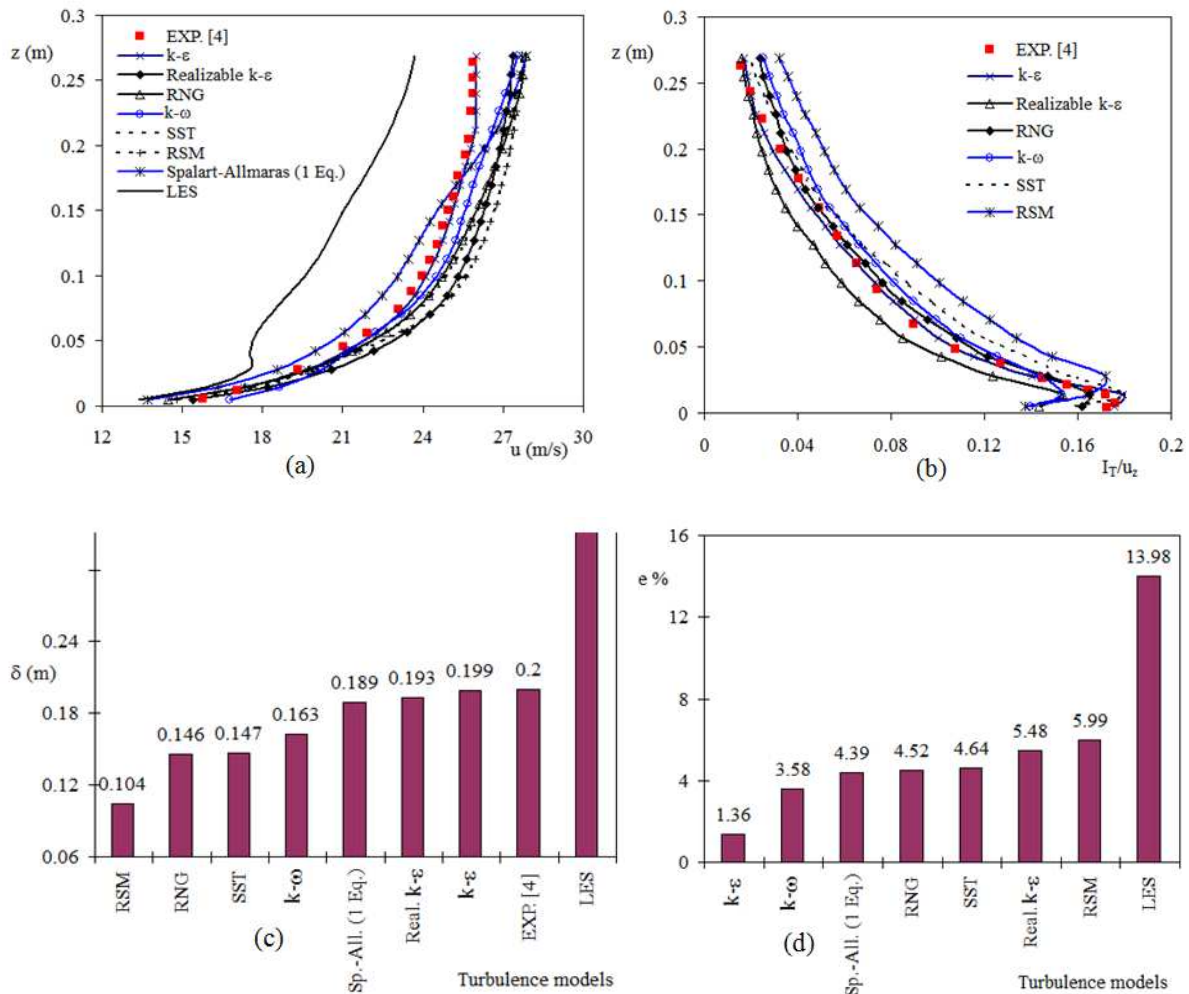 0.3
z (m)
0.25
0.2
0.15
0.1
0.05
0
12
15
18
21
24
27
30
u (m/s)
EXP. [4]
k-ε
Realizable k-ε
RNG
k-ω
SST
RSM
Spalart-Allmaras (1 Eq.)
LES
(a)
0.3
z (m)
0.25
0.2
0.15
0.1
0.05
0
0
0.04
0.08
0.12
0.16
0.2
I_T/u_z
EXP. [4]
k-ε
Realizable k-ε
RNG
k-ω
SST
RSM
(b)
δ (m)
0.24
0.18
0.12
0.06
0.104
0.146
0.147
0.163
0.189
0.193
0.199
0.2
RSM
RNG
SST
k-ω
Sp.-All. (1 Eq.)
Real. k-ε
k-ε
EXP. [4]
LES
(c)
Turbulence models
16
e %
12
8
4
0
1.36
3.58
4.39
4.52
4.64
5.48
5.99
13.98
k-ε
k-ω
Sp.-All. (1 Eq.)
RNG
SST
Real. k-ε
RSM
LES
(d)
Turbulence models